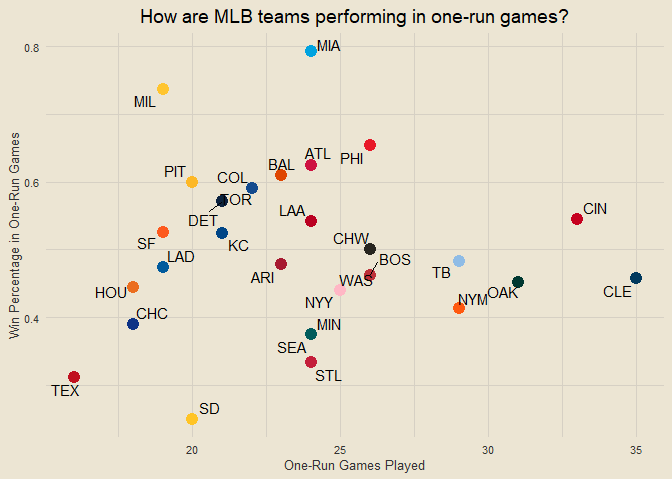 How are MLB teams performing in one-run games?
0.8
MIA
MIL
ATL
PHI
BAL
PIT
COL
TOR
DET
LAA
CIN
0.6
SF
KC
CHW
LAD
BOS
ARI
WAS
TB
HOU
NYY
NYM
OAK
CLE
CHC
0.4
MIN
SEA
STL
TEX
SD
Win Percentage in One-Run Games
20
25
30
35
One-Run Games Played